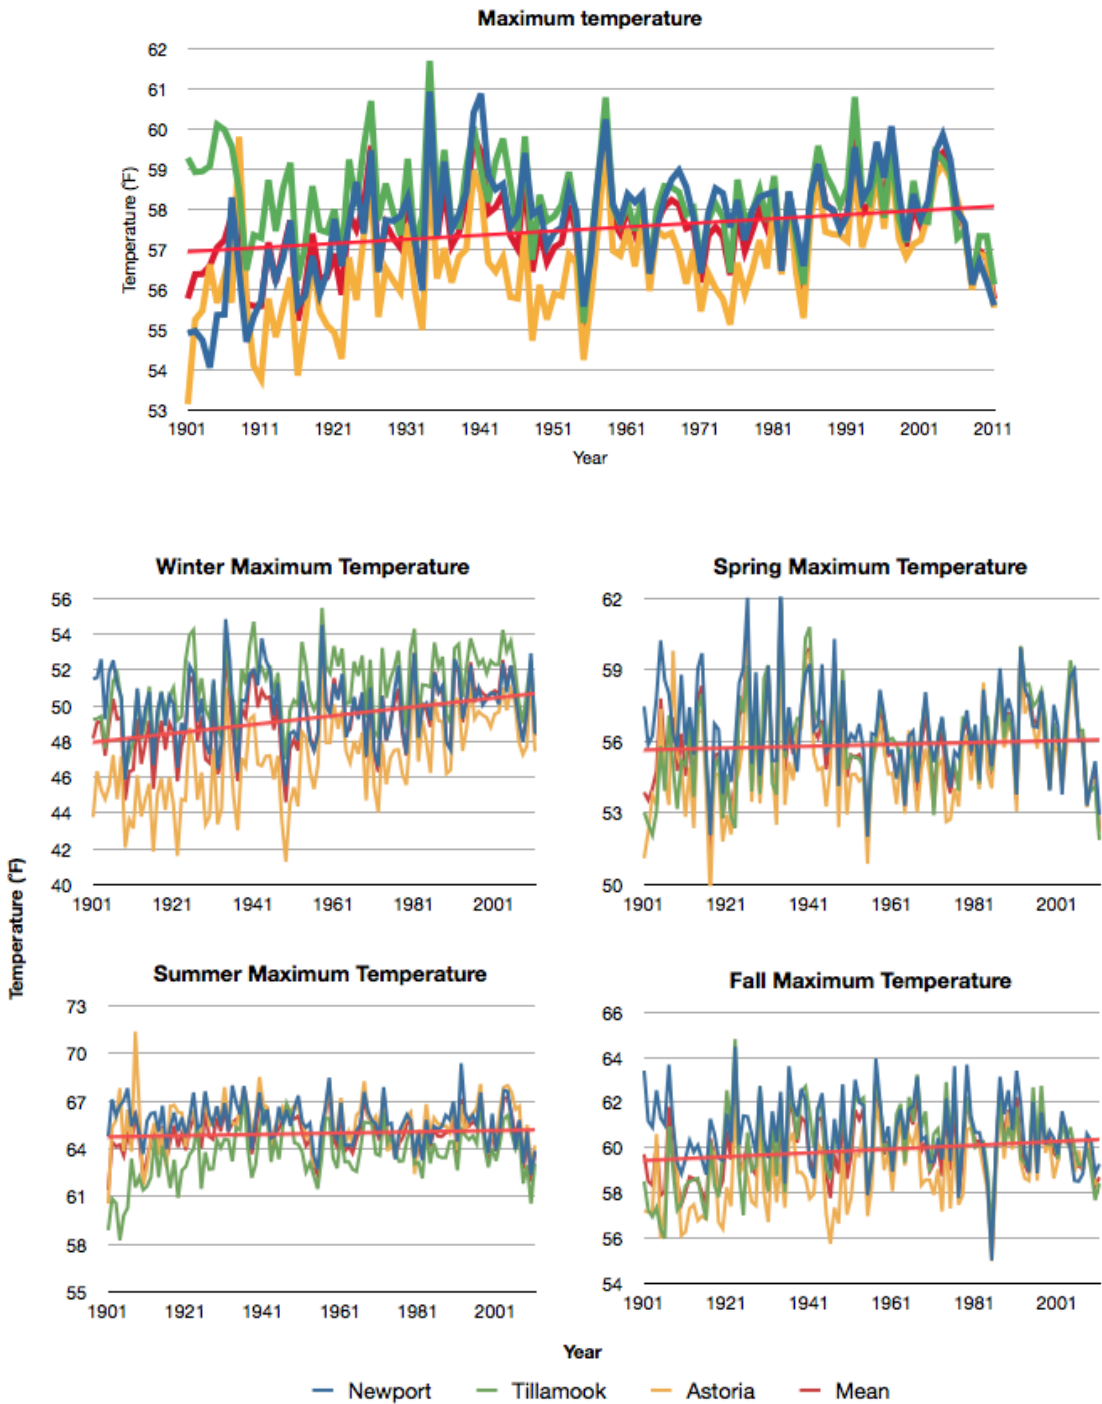 Maximum temperature
62
61
60
59
58
57
56
55
54
53
Temperature (°F)
1901 1911 1921 1931 1941 1951 1961 1971 1981 1991 2001 2011
Year
Winter Maximum Temperature
56
54
52
50
48
46
44
42
40
1901 1921 1941 1961 1981 2001
Spring Maximum Temperature
62
59
56
53
50
1901 1921 1941 1961 1981 2001
Temperature (°F)
Summer Maximum Temperature
73
70
67
64
61
58
55
1901 1921 1941 1961 1981 2001
Fall Maximum Temperature
66
64
62
60
58
56
54
1901 1921 1941 1961 1981 2001
Year
Newport Tillamook Astoria Mean